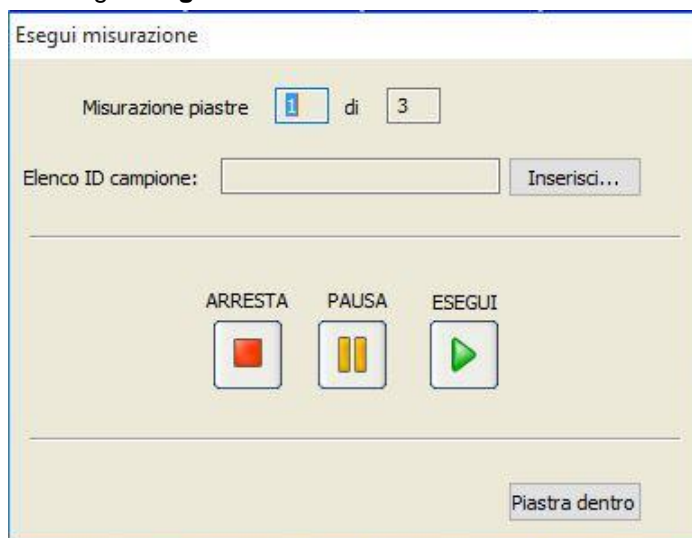 Esegui misurazione
Misurazione piastre 1 di 3
Elenco ID campione: Inserisci...
ARRESTA PAUSA ESEGUI
Piastra dentro